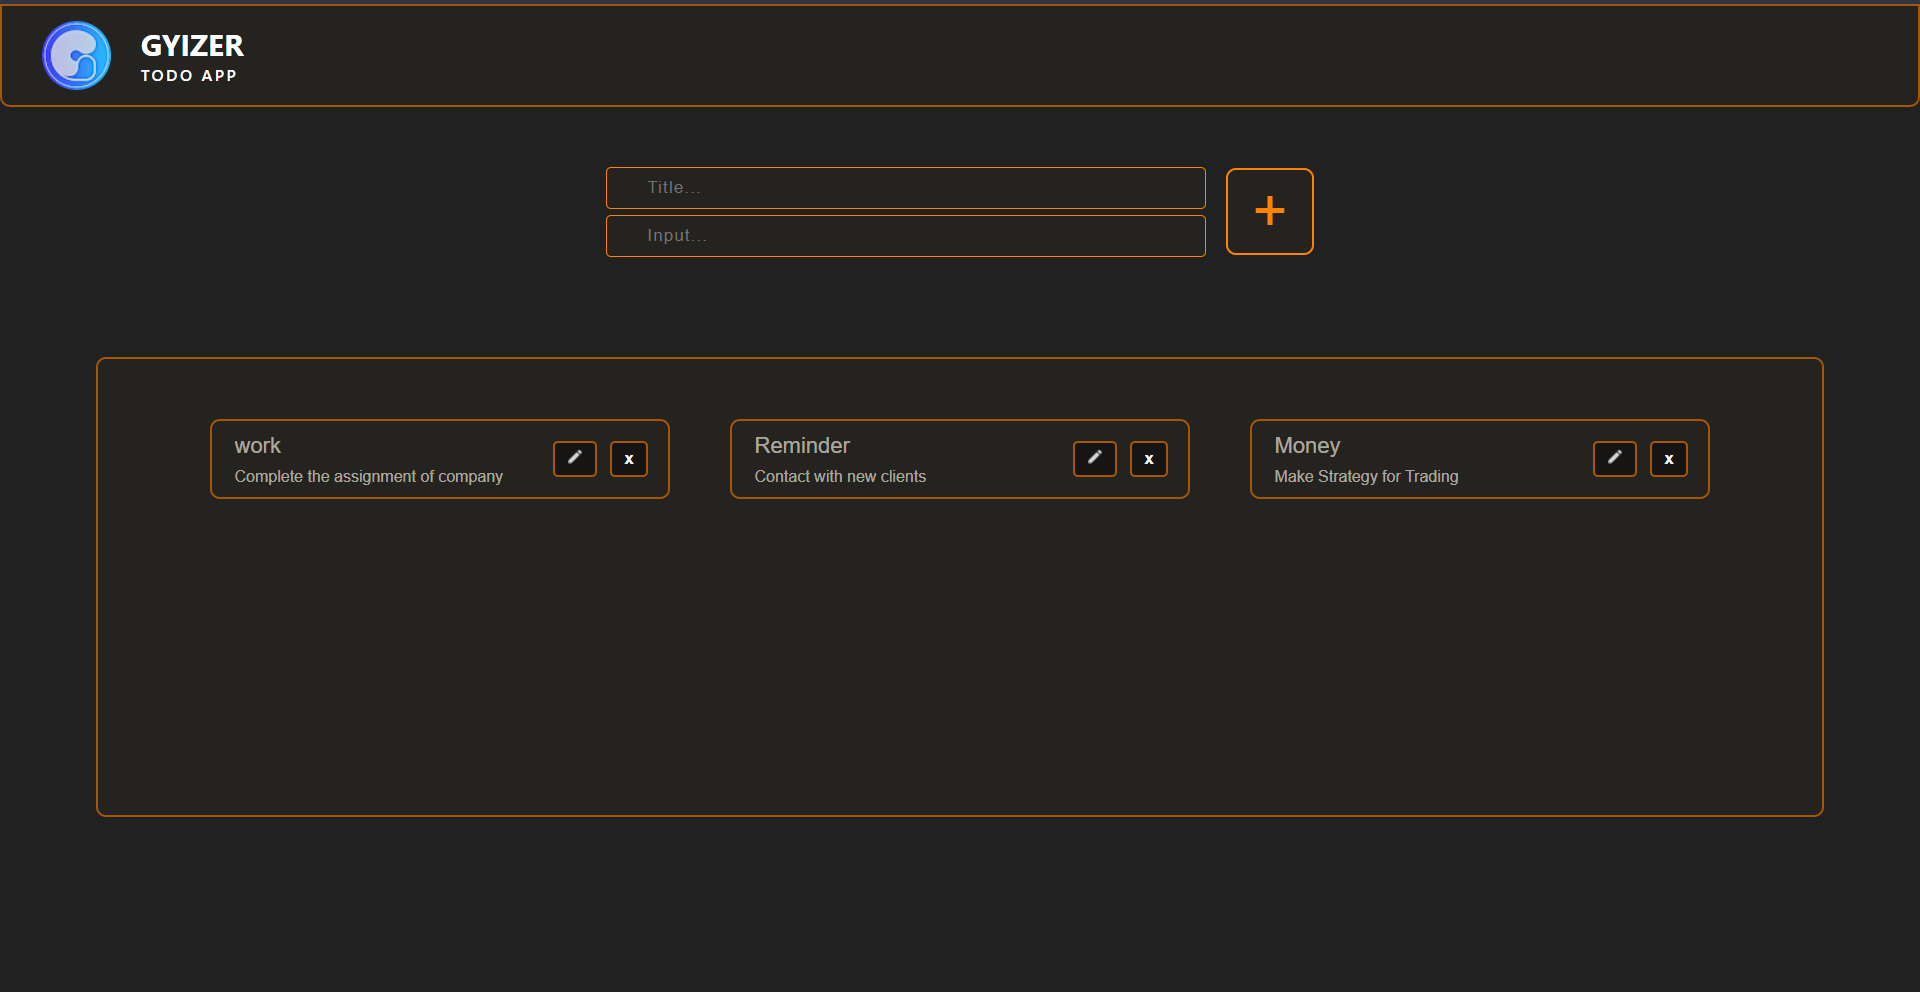 GYIZER
TODO APP
Title...
Input...
+
work
Complete the assignment of company
x
Reminder
Contact with new clients
x
Money
Make Strategy for Trading
x